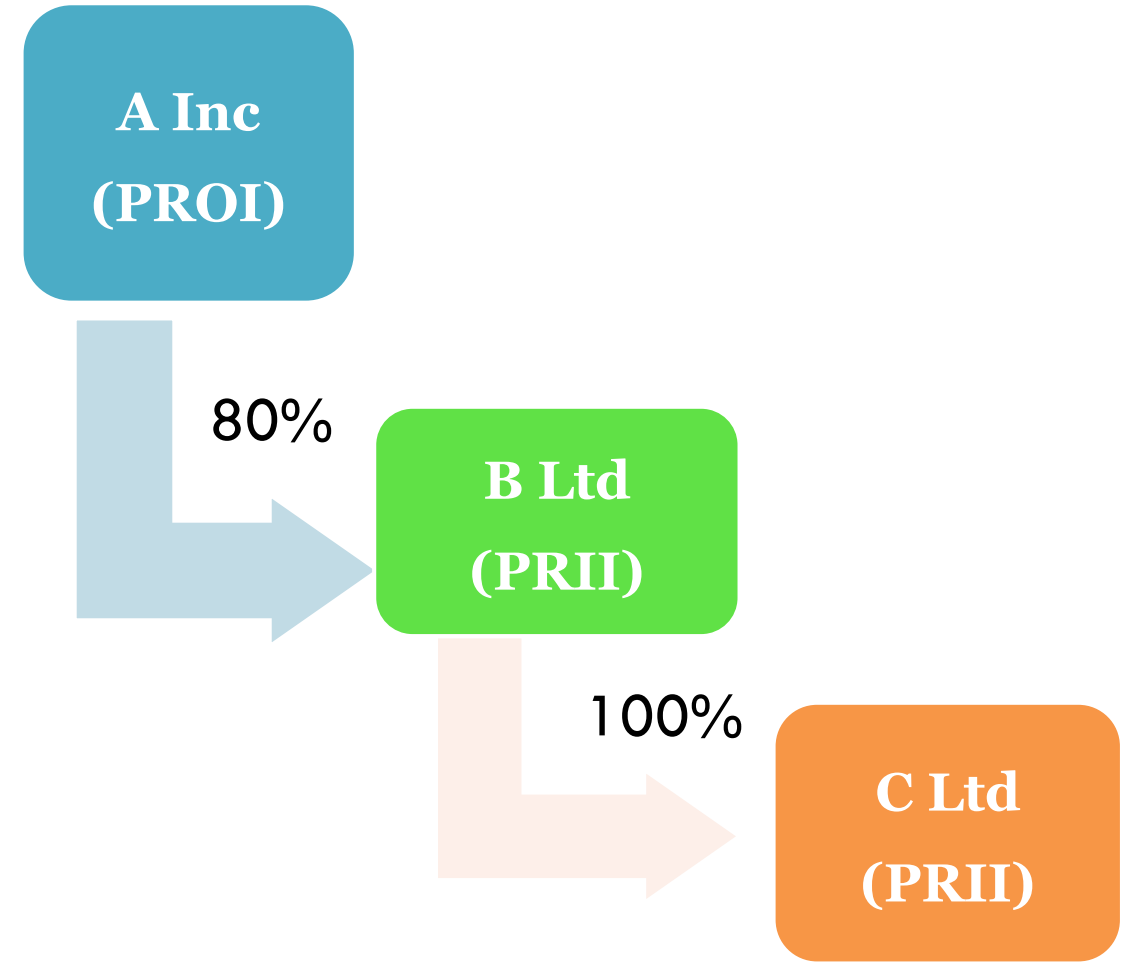 A Inc
(PROI)
80%
B Ltd
(PRII)
100%
C Ltd
(PRII)